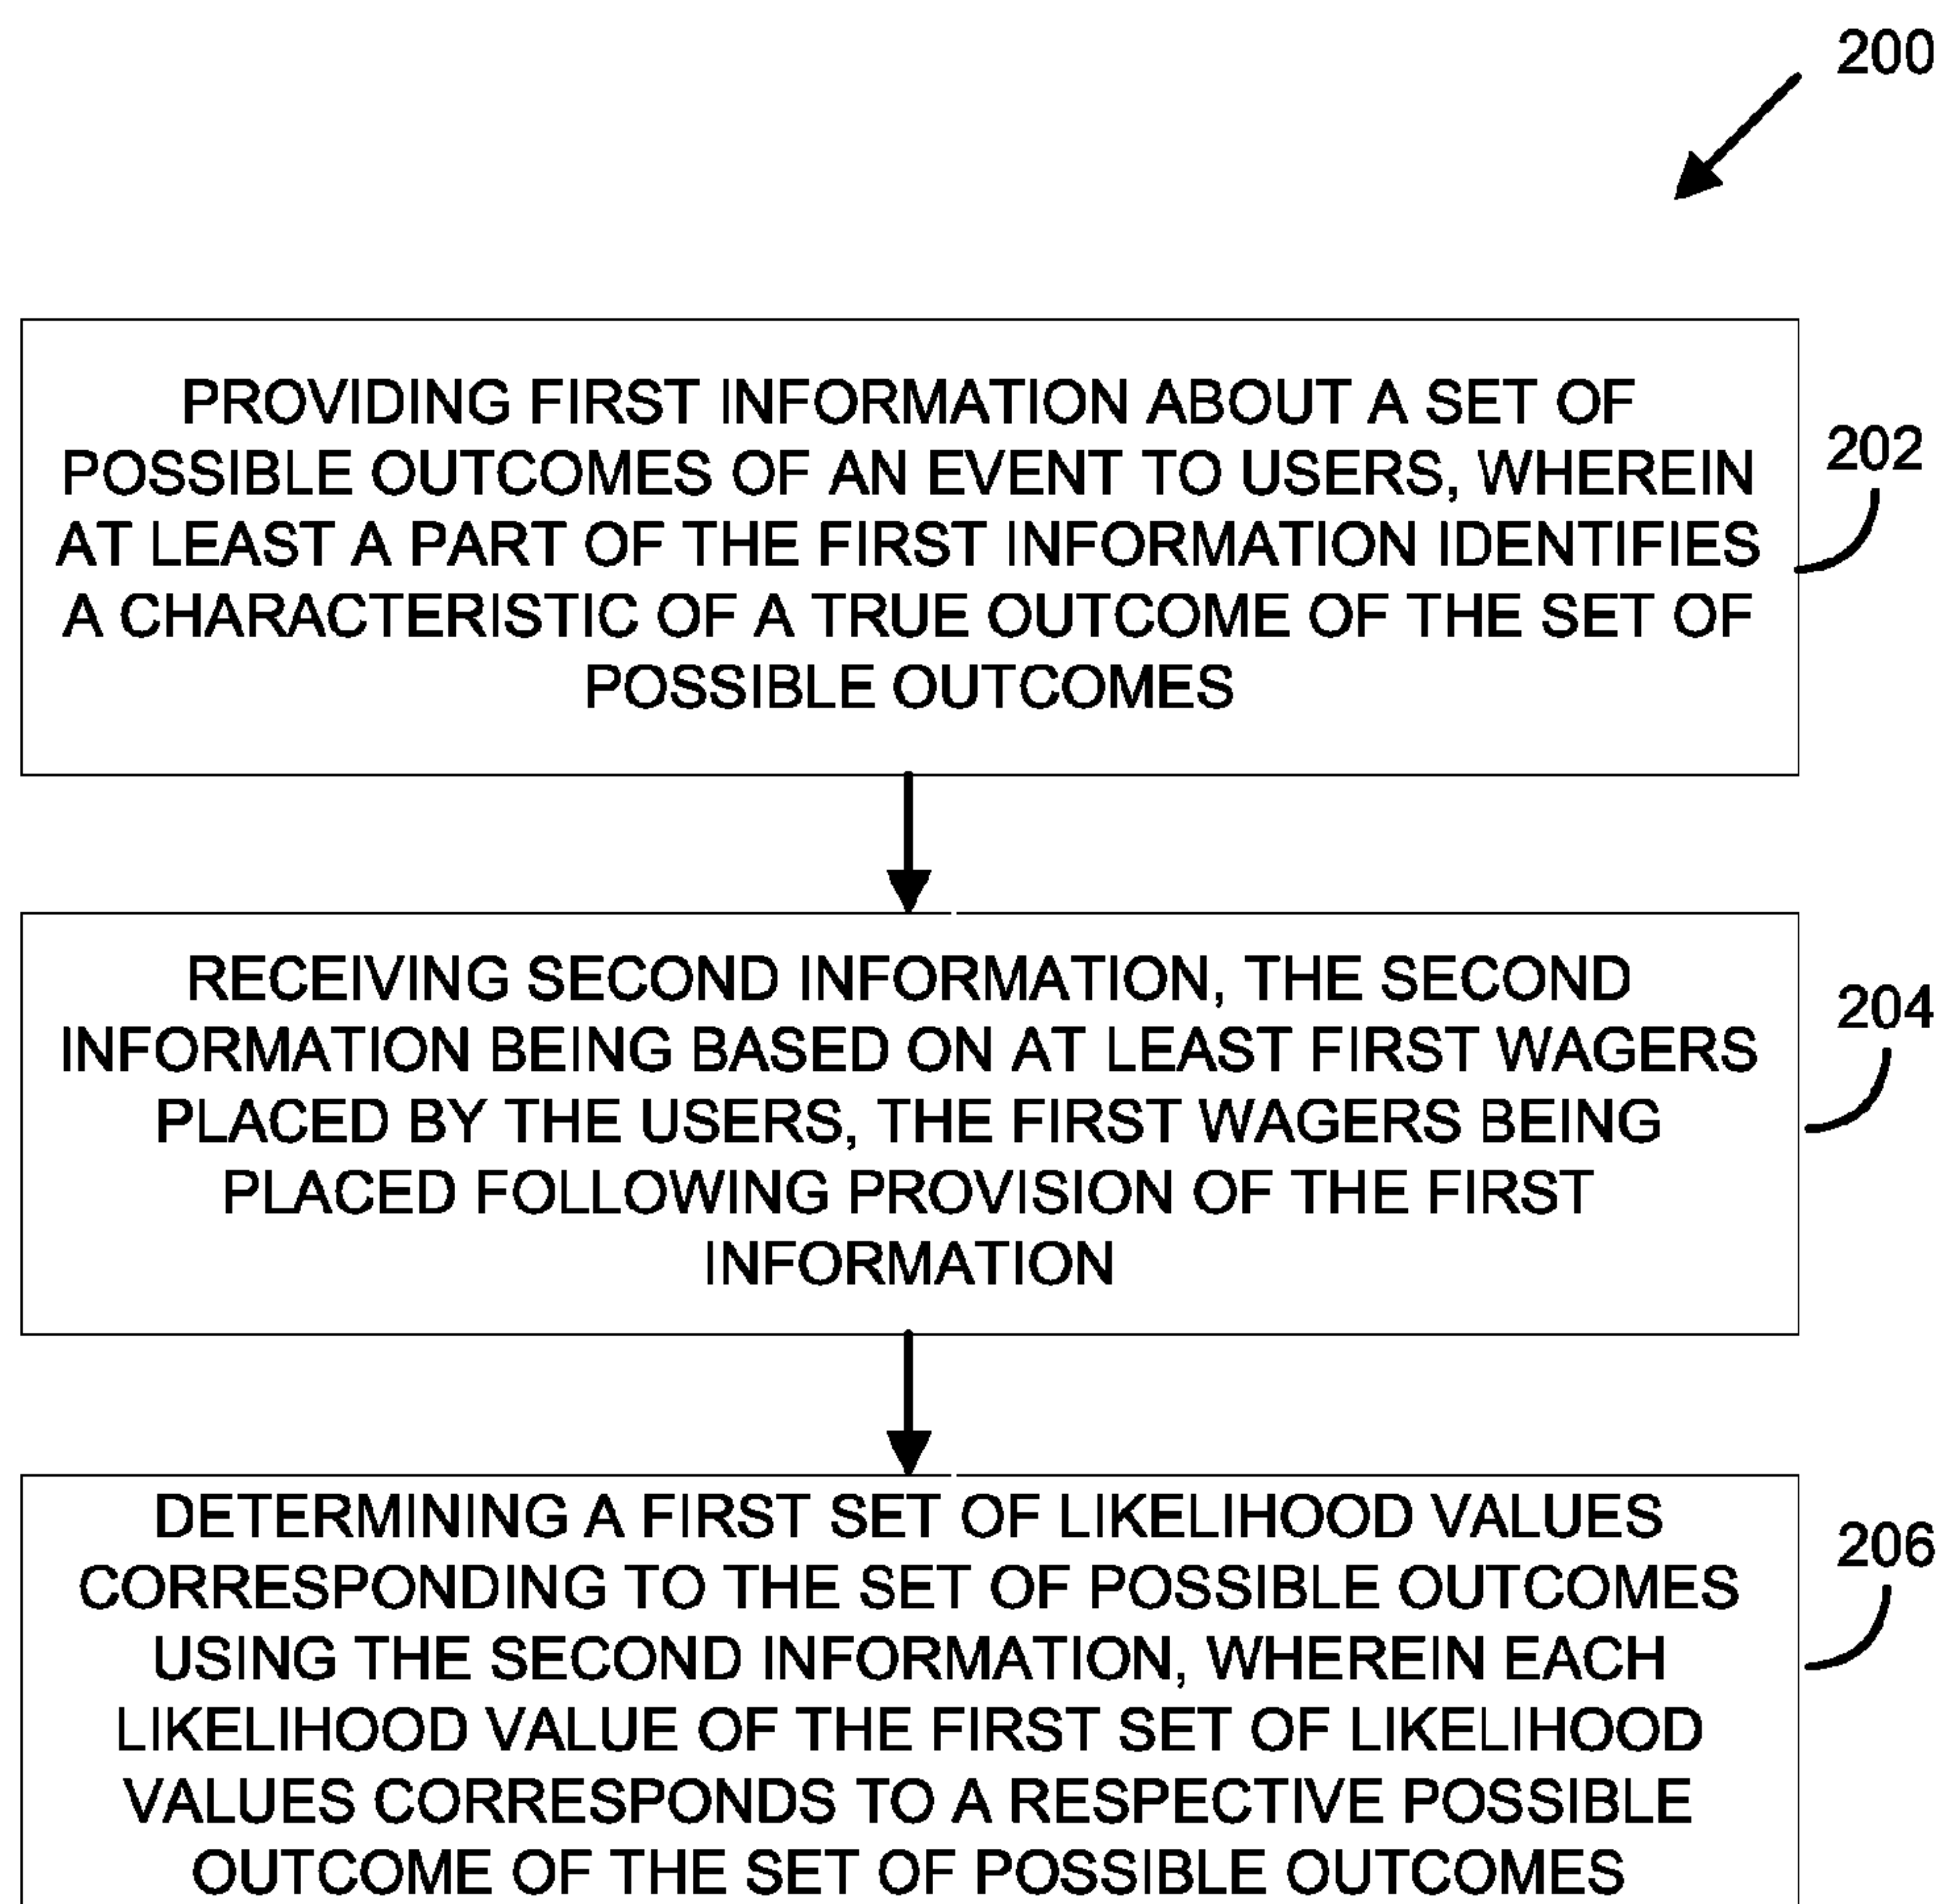 200
PROVIDING FIRST INFORMATION ABOUT A SET OF
POSSIBLE OUTCOMES OF AN EVENT TO USERS, WHEREIN
AT LEAST A PART OF THE FIRST INFORMATION IDENTIFIES
A CHARACTERISTIC OF A TRUE OUTCOME OF THE SET OF
POSSIBLE OUTCOMES
202
RECEIVING SECOND INFORMATION, THE SECOND
INFORMATION BEING BASED ON AT LEAST FIRST WAGERS
PLACED BY THE USERS, THE FIRST WAGERS BEING
PLACED FOLLOWING PROVISION OF THE FIRST
INFORMATION
204
DETERMINING A FIRST SET OF LIKELIHOOD VALUES
CORRESPONDING TO THE SET OF POSSIBLE OUTCOMES
USING THE SECOND INFORMATION, WHEREIN EACH
LIKELIHOOD VALUE OF THE FIRST SET OF LIKELIHOOD
VALUES CORRESPONDS TO A RESPECTIVE POSSIBLE
OUTCOME OF THE SET OF POSSIBLE OUTCOMES
206